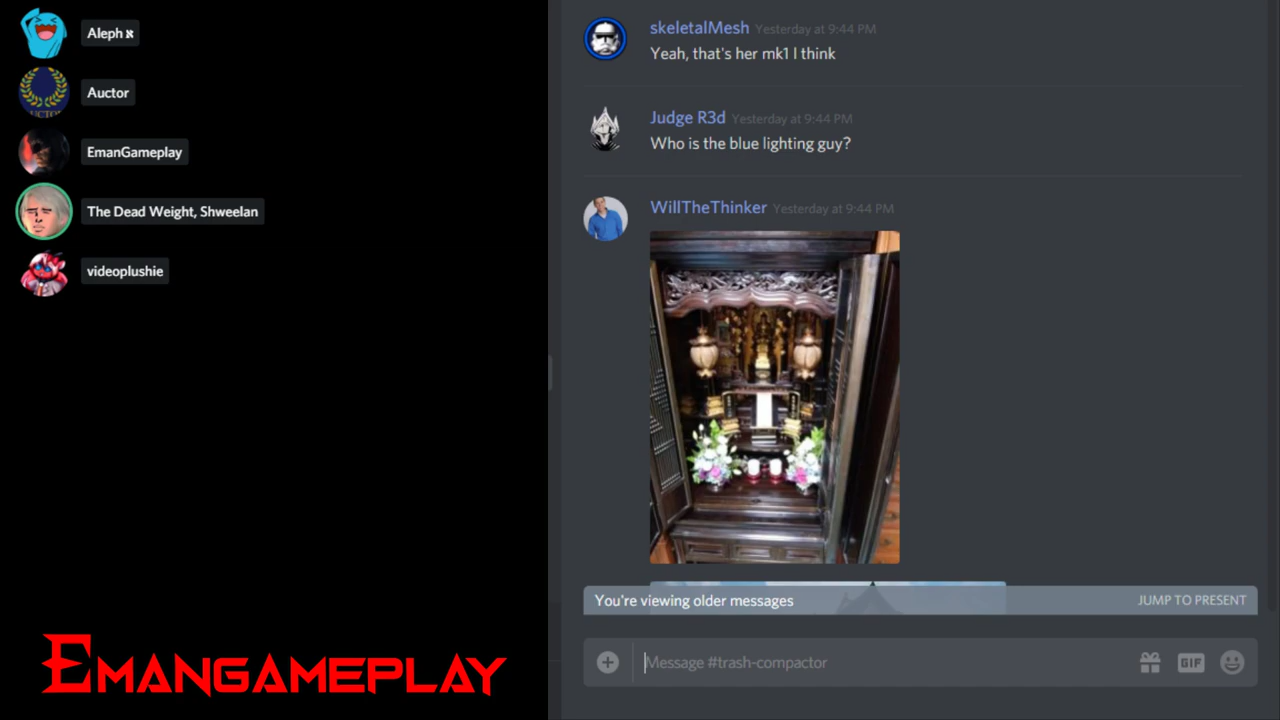 Aleph א
Auctor
EmanGameplay
The Dead Weight, Shweelan
videoplushie
EMANGAMEPLAY
skeletalMesh Yesterday at 9:44 PM
Yeah, that's her mk1 I think
Judge R3d Yesterday at 9:44 PM
Who is the blue lighting guy?
WillTheThinker Yesterday at 9:44 PM
You're viewing older messages JUMP TO PRESENT
Message #trash-compactor GIF